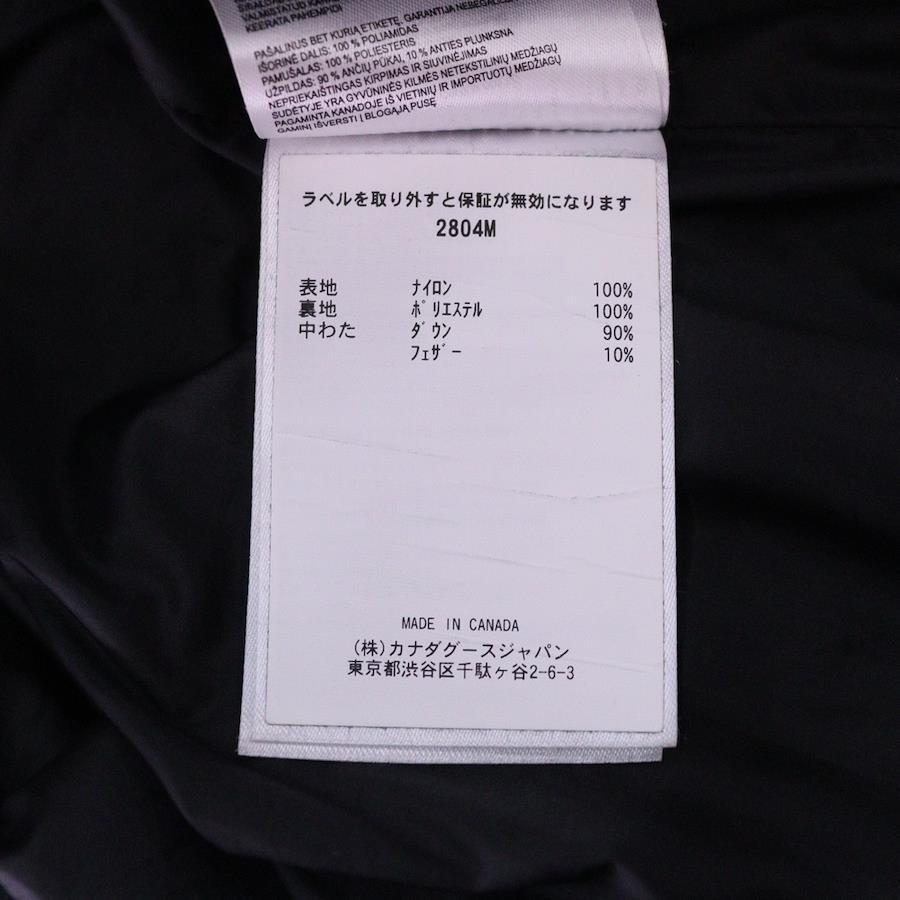 VALMISTATUD KAN
KEERATA PAHEMPIDI
PAŠALINUS BET KURIĄ ETIKETĘ, GARANTIJA NEBEGALIO
IŠORINĖ DALIS: 100 % POLIAMIDAS
PAMUŠALAS: 100 % POLIESTERIS
UŽPILDAS: 90 % ANČIŲ PŪKAI, 10 % ANTIES PLUNKSNA
NEPRIEKAIŠTINGAS KIRPIMAS IR SIUVINĖJIMAS
SUDĖTYJE YRA GYVŪNINĖS KILMĖS NETEKSTILINIŲ MEDŽIAGŲ
PAGAMINTA KANADOJE IŠ VIETINIŲ IR IMPORTUOTŲ MEDŽIAGŲ
GAMINĮ IŠVERSTI Į BLOGĄJĄ PUSĘ
ラベルを取り外すと保証が無効になります
2804M
表地 ﾅｲﾛﾝ 100%
裏地 ﾎﾟﾘｴｽﾃﾙ 100%
中わた ﾀﾞｳﾝ 90%
ﾌｪｻﾞｰ 10%
MADE IN CANADA
(株)カナダグースジャパン
東京都渋谷区千駄ヶ谷2-6-3